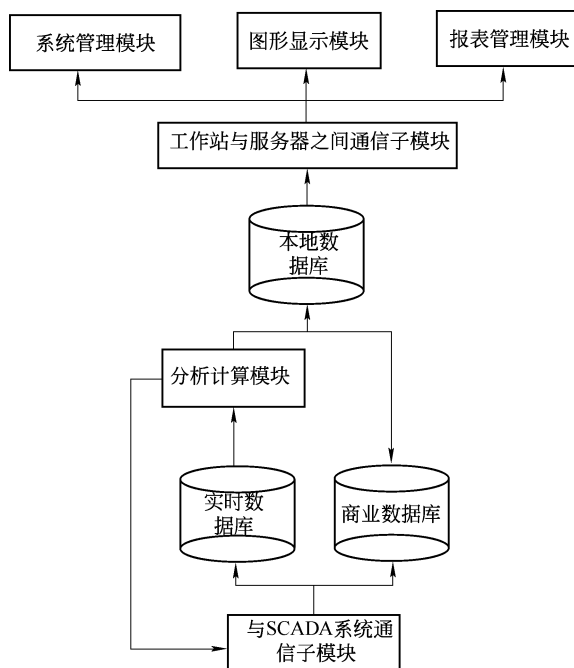 系统管理模块
图形显示模块
报表管理模块
工作站与服务器之间通信子模块
本地数
据库
分析计算模块
实时数
据库
商业数据库
与SCADA系统通
信子模块